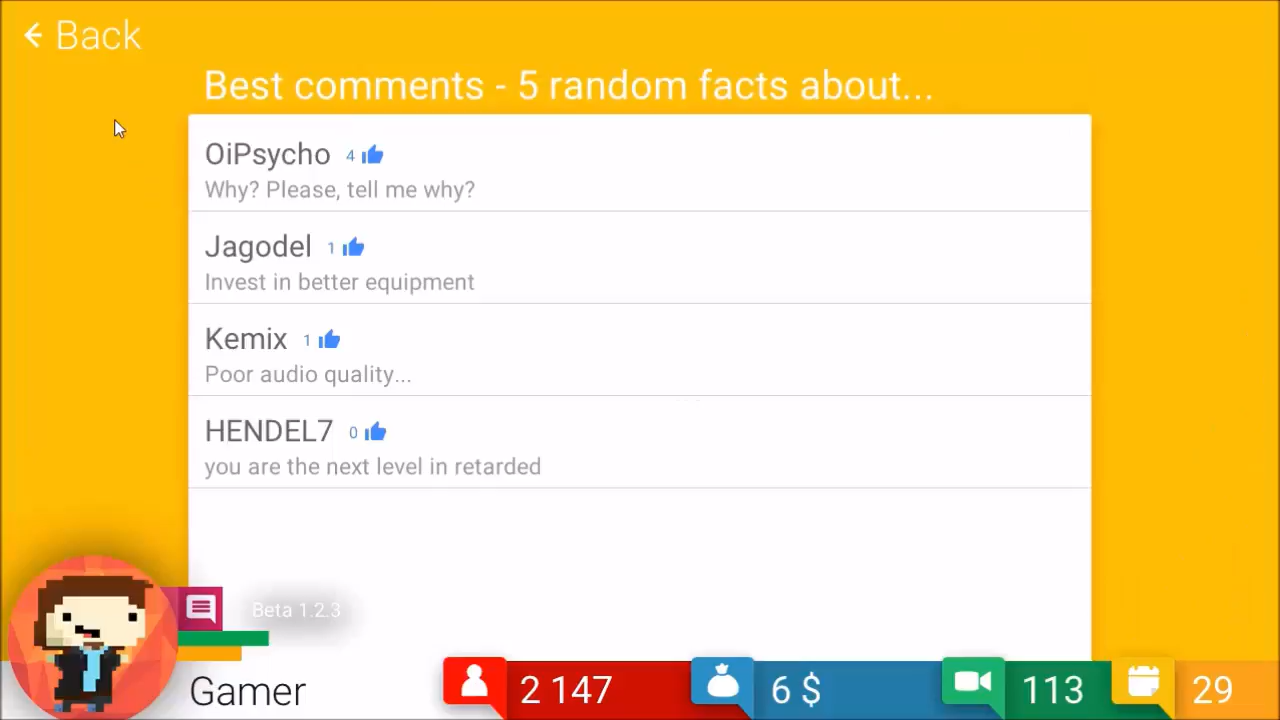 Back
Best comments - 5 random facts about...
OiPsycho 4
Why? Please, tell me why?
Jagodel 1
Invest in better equipment
Kemix 1
Poor audio quality...
HENDEL7 0
you are the next level in retarded
Beta 1.2.3
Gamer 2 147 6 $ 113 29